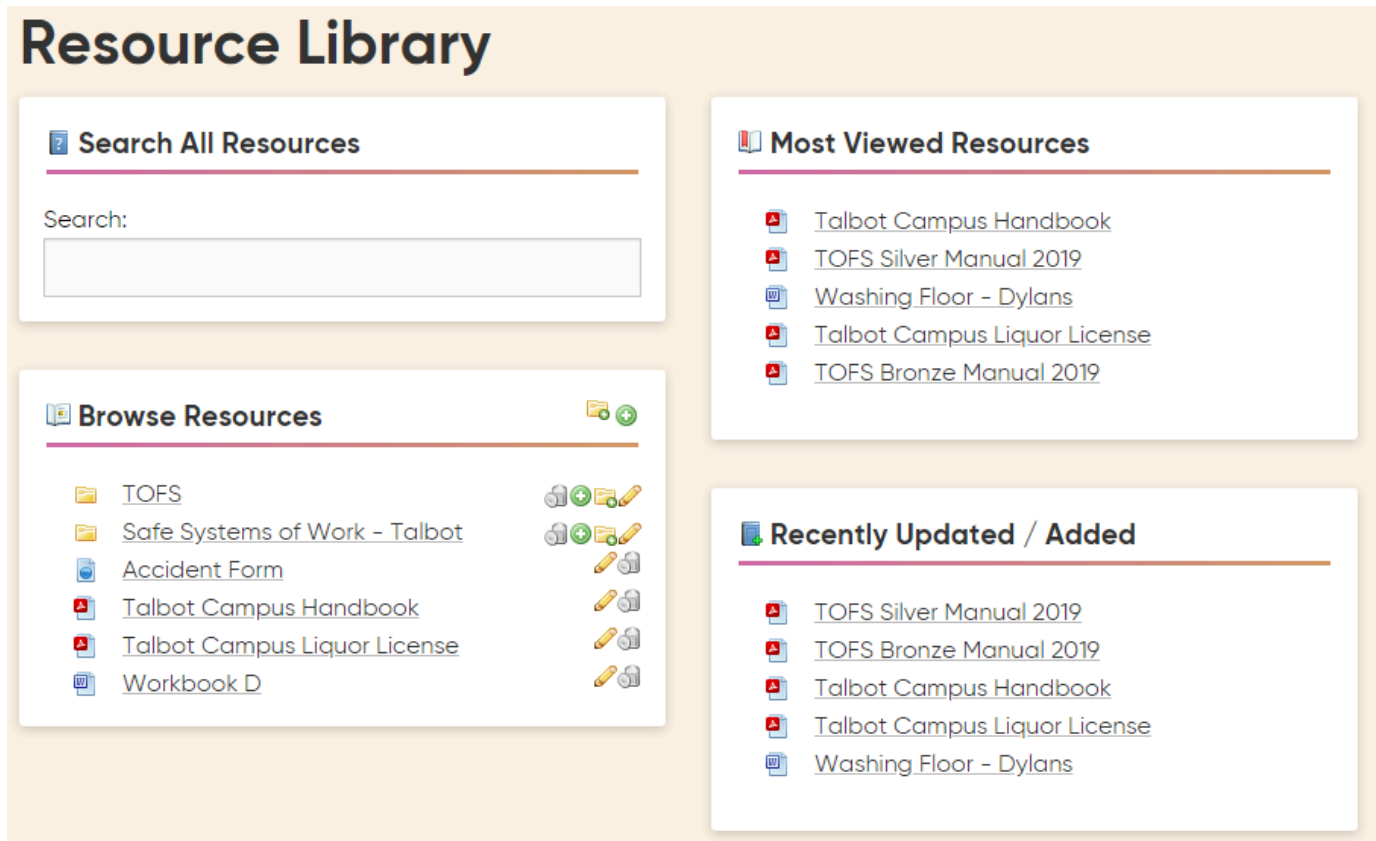 Resource Library
Search All Resources
Search:
Browse Resources
TOFS
Safe Systems of Work - Talbot
Accident Form
Talbot Campus Handbook
Talbot Campus Liquor License
Workbook D
Most Viewed Resources
Talbot Campus Handbook
TOFS Silver Manual 2019
Washing Floor - Dylans
Talbot Campus Liquor License
TOFS Bronze Manual 2019
Recently Updated / Added
TOFS Silver Manual 2019
TOFS Bronze Manual 2019
Talbot Campus Handbook
Talbot Campus Liquor License
Washing Floor - Dylans